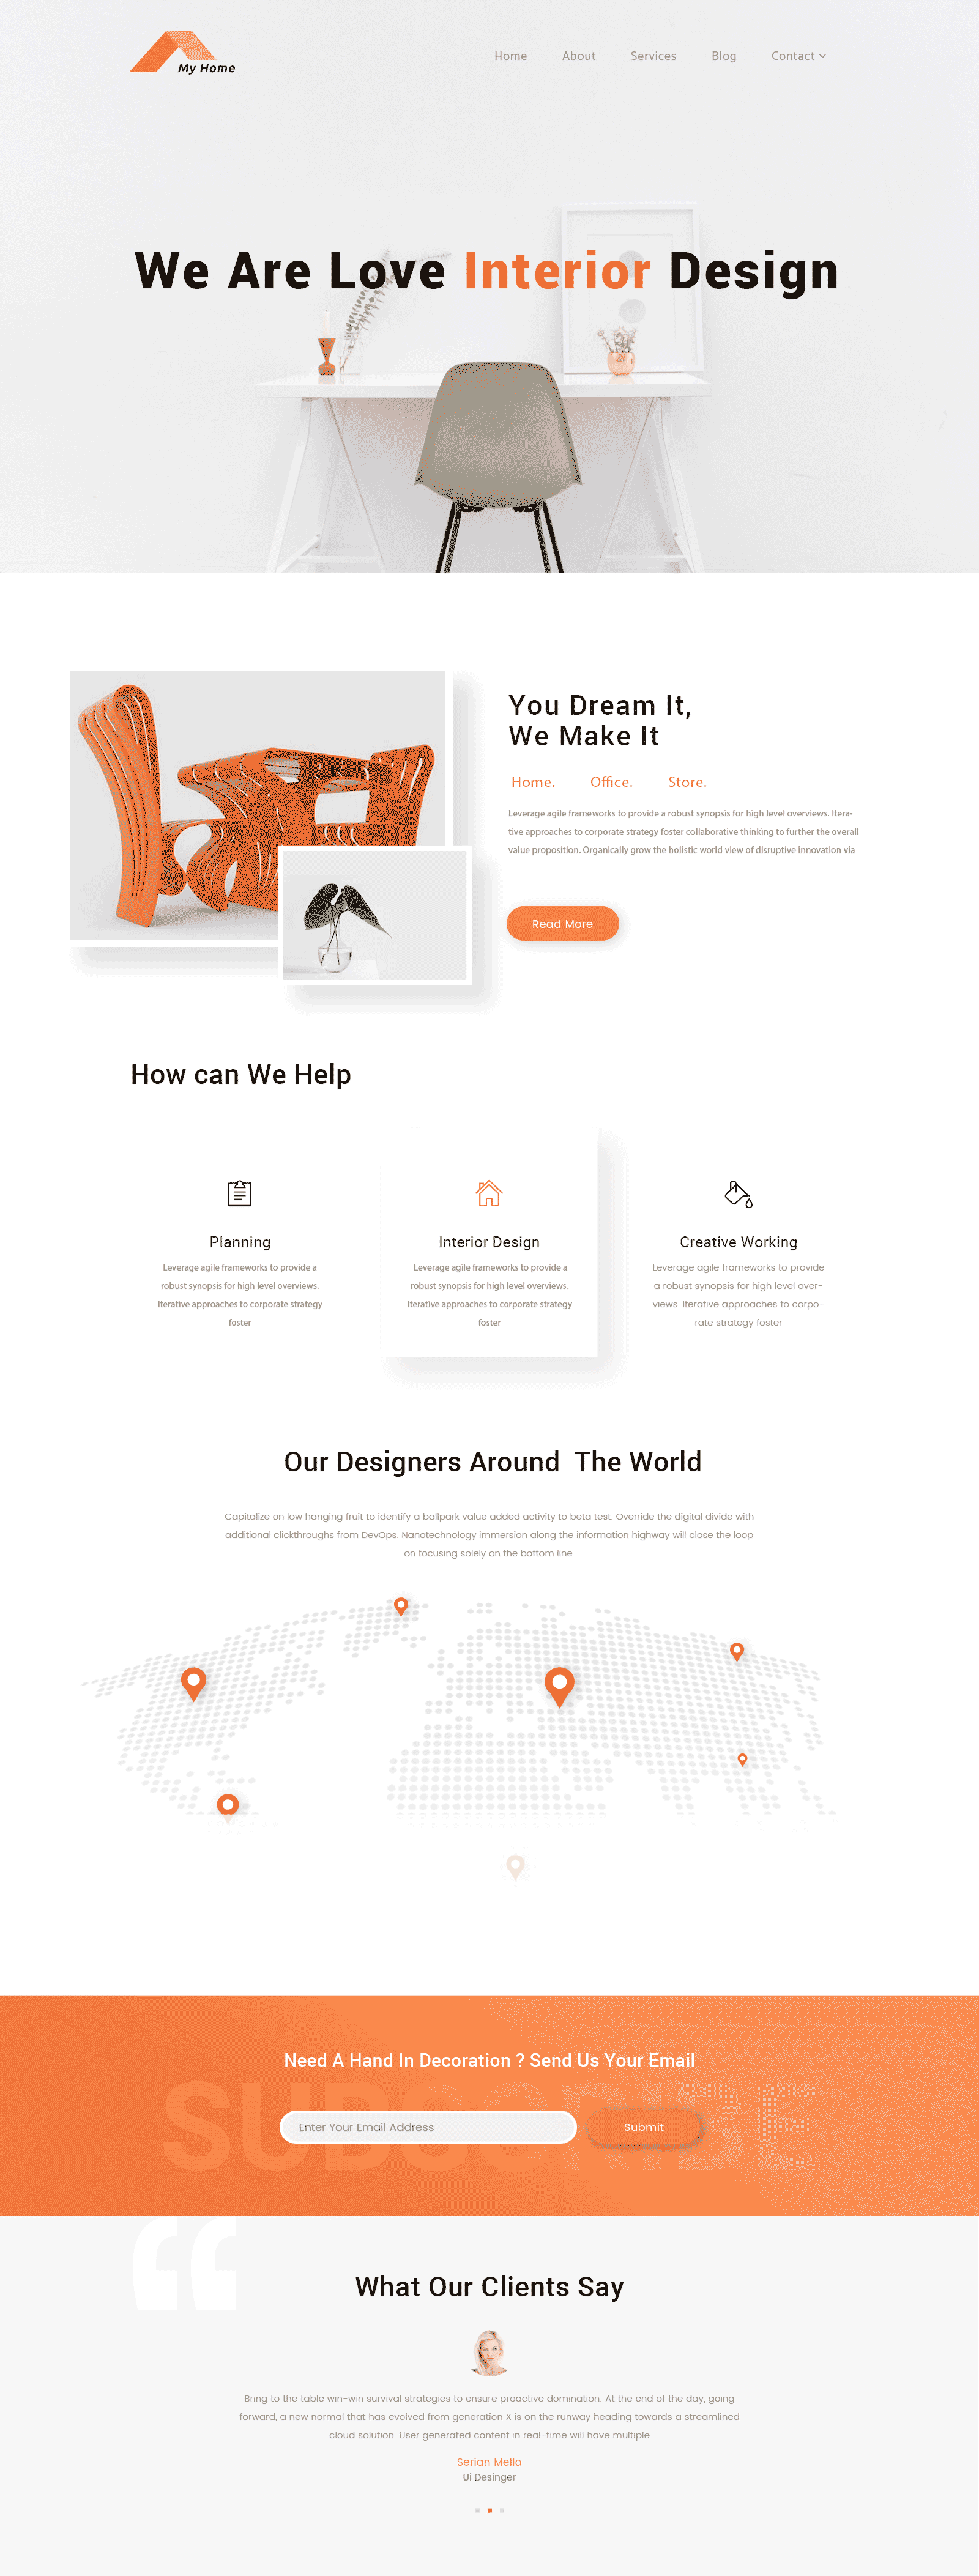 My Home
Home About Services Blog Contact
We Are Love Interior Design
You Dream It,
We Make It
Home. Office. Store.
Leverage agile frameworks to provide a robust synopsis for high level overviews. Itera-
tive approaches to corporate strategy foster collaborative thinking to further the overall
value proposition. Organically grow the holistic world view of disruptive innovation via
Read More
How can We Help
Planning
Leverage agile frameworks to provide a
robust synopsis for high level overviews.
Iterative approaches to corporate strategy
foster
Interior Design
Leverage agile frameworks to provide a
robust synopsis for high level overviews.
Iterative approaches to corporate strategy
foster
Creative Working
Leverage agile frameworks to provide
a robust synopsis for high level over-
views. Iterative approaches to corpo-
rate strategy foster
Our Designers Around The World
Capitalize on low hanging fruit to identify a ballpark value added activity to beta test. Override the digital divide with
additional clickthroughs from DevOps. Nanotechnology immersion along the information highway will close the loop
on focusing solely on the bottom line.
Need A Hand In Decoration ? Send Us Your Email
SUBSCRIBE
Enter Your Email Address
Submit
“
What Our Clients Say
Bring to the table win-win survival strategies to ensure proactive domination. At the end of the day, going
forward, a new normal that has evolved from generation X is on the runway heading towards a streamlined
cloud solution. User generated content in real-time will have multiple
Serian Mella
Ui Desinger